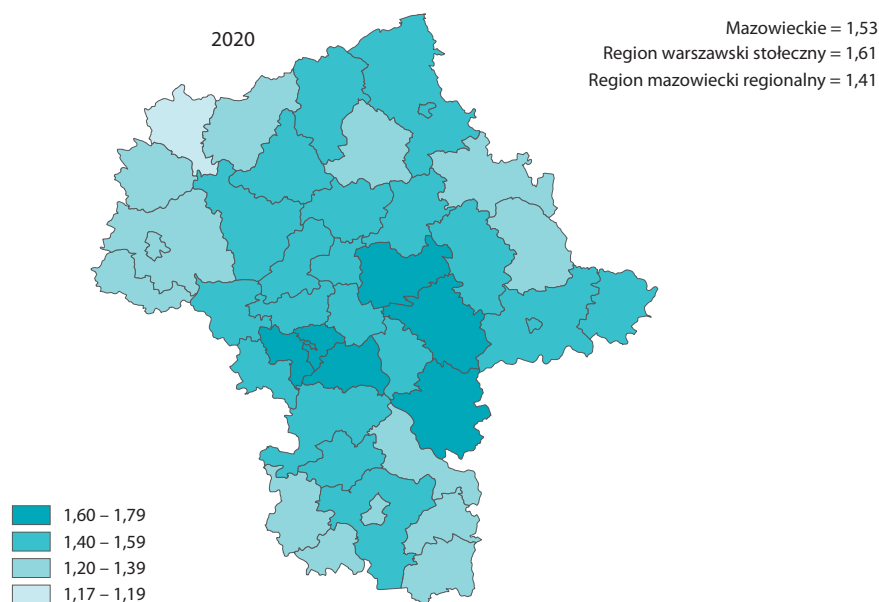 2020
Mazowieckie = 1,53
Region warszawski stołeczny = 1,61
Region mazowiecki regionalny = 1,41
1,60 – 1,79
1,40 – 1,59
1,20 – 1,39
1,17 – 1,19